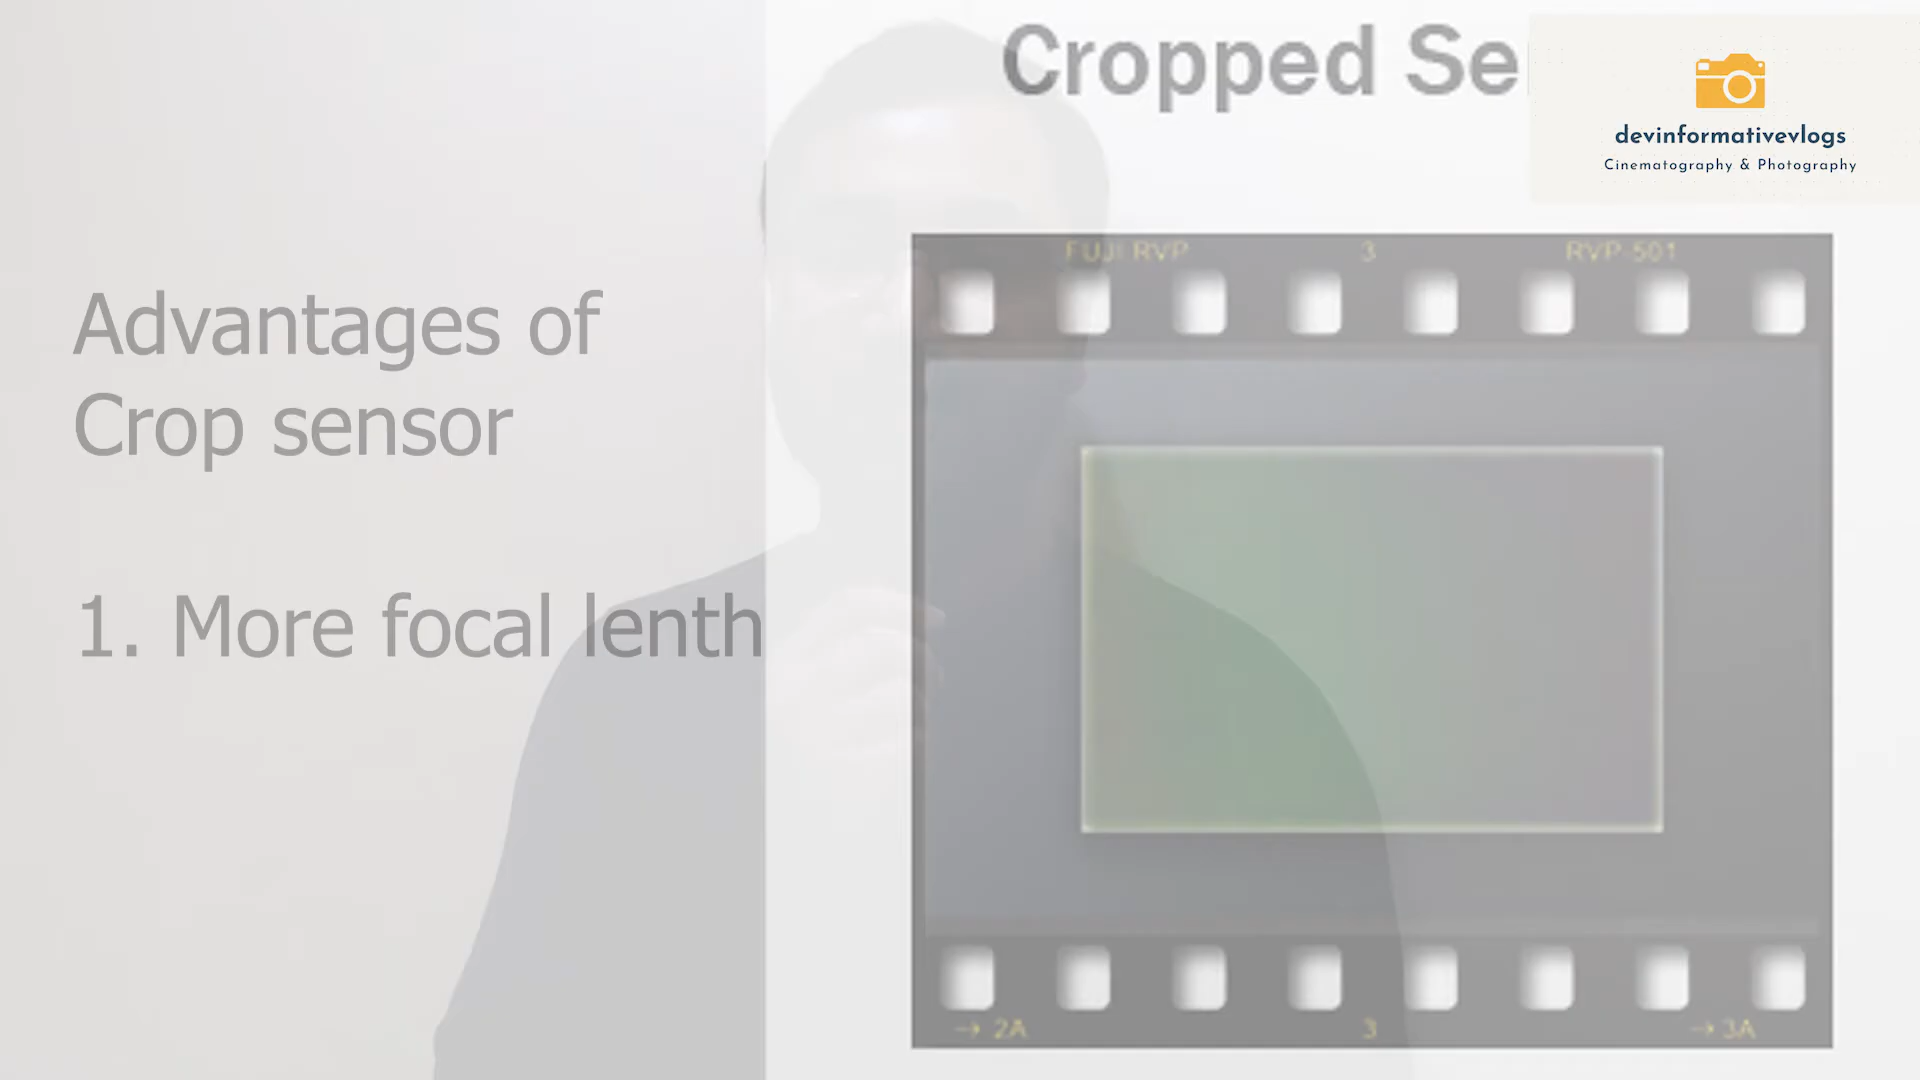 Cropped Se
devinformativevlogs
Cinematography & Photography
Advantages of
Crop sensor
1. More focal lenth
FUJI RVP 3 RVP-501
→ 2A 3 → 3A